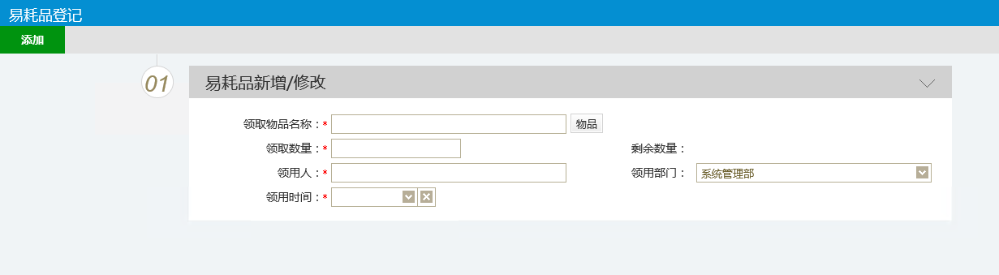 易耗品登记
添加
01
易耗品新增/修改
领取物品名称：* 物品
领取数量：* 剩余数量：
领用人：* 领用部门： 系统管理部
领用时间：*